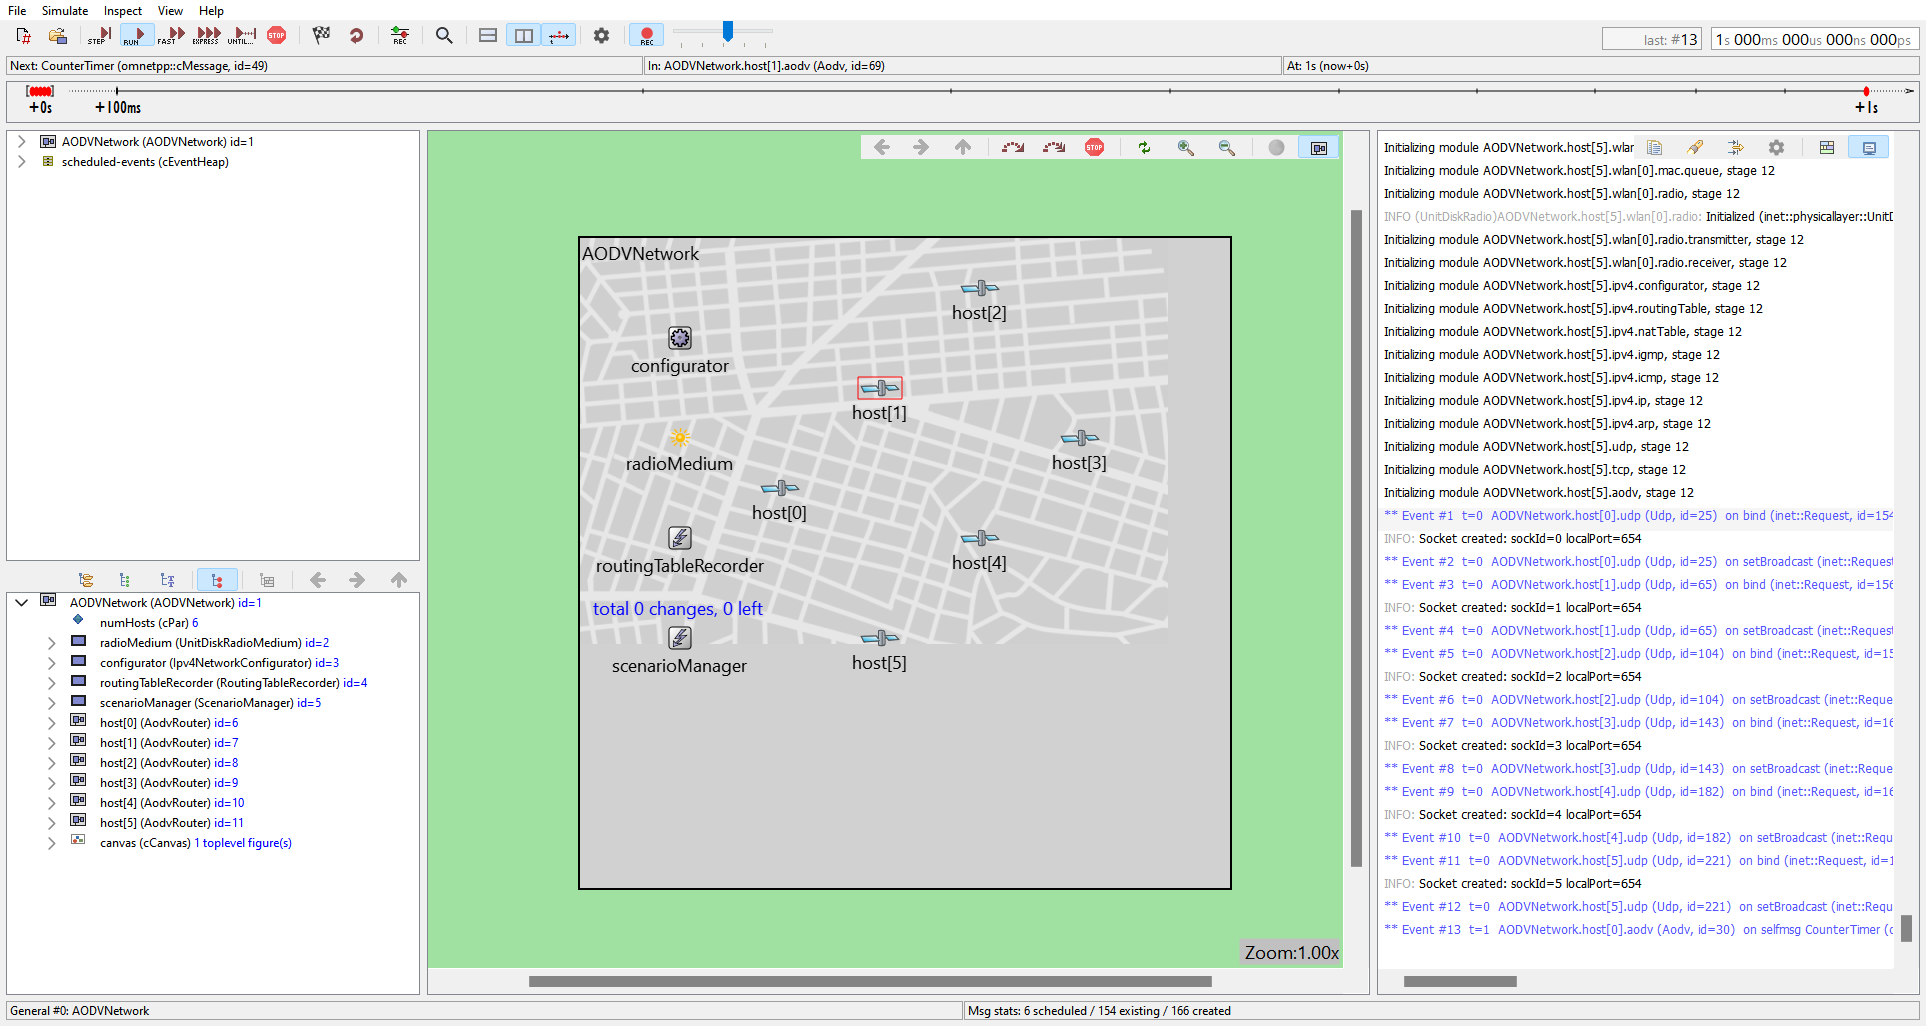 File Simulate Inspect View Help
STEP RUN FAST EXPRESS UNTIL... STOP REC REC
last: #13 1s 000ms 000us 000ns 000ps
Next: CounterTimer (omnetpp::cMessage, id=49) In: AODVNetwork.host[1].aodv (Aodv, id=69) At: 1s (now+0s)
+0s +100ms +1s
AODVNetwork (AODVNetwork) id=1
scheduled-events (cEventHeap)
AODVNetwork (AODVNetwork) id=1
numHosts (cPar) 6
radioMedium (UnitDiskRadioMedium) id=2
configurator (Ipv4NetworkConfigurator) id=3
routingTableRecorder (RoutingTableRecorder) id=4
scenarioManager (ScenarioManager) id=5
host[0] (AodvRouter) id=6
host[1] (AodvRouter) id=7
host[2] (AodvRouter) id=8
host[3] (AodvRouter) id=9
host[4] (AodvRouter) id=10
host[5] (AodvRouter) id=11
canvas (cCanvas) 1 toplevel figure(s)
STOP
AODVNetwork
host[2]
configurator
host[1]
radioMedium
host[3]
host[0]
routingTableRecorder
host[4]
total 0 changes, 0 left
scenarioManager
host[5]
Zoom:1.00x
Initializing module AODVNetwork.host[5].wlan
Initializing module AODVNetwork.host[5].wlan[0].mac.queue, stage 12
Initializing module AODVNetwork.host[5].wlan[0].radio, stage 12
INFO (UnitDiskRadio)AODVNetwork.host[5].wlan[0].radio: Initialized (inet::physicallayer::UnitD
Initializing module AODVNetwork.host[5].wlan[0].radio.transmitter, stage 12
Initializing module AODVNetwork.host[5].wlan[0].radio.receiver, stage 12
Initializing module AODVNetwork.host[5].ipv4.configurator, stage 12
Initializing module AODVNetwork.host[5].ipv4.routingTable, stage 12
Initializing module AODVNetwork.host[5].ipv4.natTable, stage 12
Initializing module AODVNetwork.host[5].ipv4.igmp, stage 12
Initializing module AODVNetwork.host[5].ipv4.icmp, stage 12
Initializing module AODVNetwork.host[5].ipv4.ip, stage 12
Initializing module AODVNetwork.host[5].ipv4.arp, stage 12
Initializing module AODVNetwork.host[5].udp, stage 12
Initializing module AODVNetwork.host[5].tcp, stage 12
Initializing module AODVNetwork.host[5].aodv, stage 12
** Event #1 t=0 AODVNetwork.host[0].udp (Udp, id=25) on bind (inet::Request, id=154
INFO: Socket created: sockId=0 localPort=654
** Event #2 t=0 AODVNetwork.host[0].udp (Udp, id=25) on setBroadcast (inet::Request
** Event #3 t=0 AODVNetwork.host[1].udp (Udp, id=65) on bind (inet::Request, id=156
INFO: Socket created: sockId=1 localPort=654
** Event #4 t=0 AODVNetwork.host[1].udp (Udp, id=65) on setBroadcast (inet::Request
** Event #5 t=0 AODVNetwork.host[2].udp (Udp, id=104) on bind (inet::Request, id=15
INFO: Socket created: sockId=2 localPort=654
** Event #6 t=0 AODVNetwork.host[2].udp (Udp, id=104) on setBroadcast (inet::Reques
** Event #7 t=0 AODVNetwork.host[3].udp (Udp, id=143) on bind (inet::Request, id=16
INFO: Socket created: sockId=3 localPort=654
** Event #8 t=0 AODVNetwork.host[3].udp (Udp, id=143) on setBroadcast (inet::Reque
** Event #9 t=0 AODVNetwork.host[4].udp (Udp, id=182) on bind (inet::Request, id=16
INFO: Socket created: sockId=4 localPort=654
** Event #10 t=0 AODVNetwork.host[4].udp (Udp, id=182) on setBroadcast (inet::Requ
** Event #11 t=0 AODVNetwork.host[5].udp (Udp, id=221) on bind (inet::Request, id=1
INFO: Socket created: sockId=5 localPort=654
** Event #12 t=0 AODVNetwork.host[5].udp (Udp, id=221) on setBroadcast (inet::Requ
** Event #13 t=1 AODVNetwork.host[0].aodv (Aodv, id=30) on selfmsg CounterTimer (c
General #0: AODVNetwork Msg stats: 6 scheduled / 154 existing / 166 created